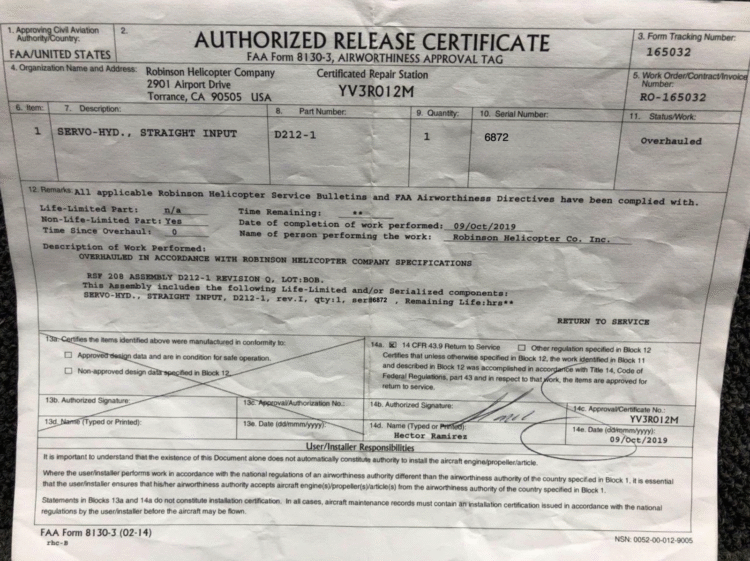 1. Approving Civil Aviation Authority/Country:
FAA/UNITED STATES
2.
AUTHORIZED RELEASE CERTIFICATE
FAA Form 8130-3, AIRWORTHINESS APPROVAL TAG
3. Form Tracking Number:
165032
4. Organization Name and Address:
Robinson Helicopter Company
2901 Airport Drive
Torrance, CA 90505 USA
Certificated Repair Station
YV3R012M
5. Work Order/Contract/Invoice Number:
RO-165032
6. Item: 7. Description: 8. Part Number: 9. Quantity: 10. Serial Number: 11. Status/Work:
1 SERVO-HYD., STRAIGHT INPUT D212-1 1 6872 Overhauled
12. Remarks: All applicable Robinson Helicopter Service Bulletins and FAA Airworthiness Directives have been complied with.
Life-Limited Part: n/a Time Remaining: **
Non-Life-Limited Part: Yes Date of completion of work performed: 09/Oct/2019
Time Since Overhaul: 0 Name of person performing the work: Robinson Helicopter Co, Inc.
Description of Work Performed:
OVERHAULED IN ACCORDANCE WITH ROBINSON HELICOPTER COMPANY SPECIFICATIONS
RSF 208 ASSEMBLY D212-1 REVISION Q, LOT:BOB.
This Assembly includes the following Life-Limited and/or Serialized components:
SERVO-HYD., STRAIGHT INPUT, D212-1, rev.I, qty:1, ser#6872 , Remaining Life:hrs**
RETURN TO SERVICE
13a. Certifies the items identified above were manufactured in conformity to:
Approved design data and are in condition for safe operation.
Non-approved design data specified in Block 12.
14a. 14 CFR 43.9 Return to Service Other regulation specified in Block 12
Certifies that unless otherwise specified in Block 12, the work identified in Block 11
and described in Block 12 was accomplished in accordance with Title 14, Code of
Federal Regulations, part 43 and in respect to that work, the items are approved for
return to service.
13b. Authorized Signature: 13c. Approval/Authorization No.:
14b. Authorized Signature: 14c. Approval/Certificate No.:
YV3R012M
13d. Name (Typed or Printed): 13e. Date (dd/mmm/yyyy):
14d. Name (Typed or Printed): 14e. Date (dd/mmm/yyyy):
Hector Ramirez 09/Oct/2019
User/Installer Responsibilities
It is important to understand that the existence of this Document alone does not automatically constitute authority to install the aircraft engine/propeller/article.
Where the user/installer performs work in accordance with the national regulations of an airworthiness authority different than the airworthiness authority of the country specified in Block 1, it is essential
that the user/installer ensures that his/her airworthiness authority accepts aircraft engine(s)/propeller(s)/article(s) from the airworthiness authority of the country specified in Block 1.
Statements in Blocks 13a and 14a do not constitute installation certification. In all cases, aircraft maintenance records must contain an installation certification issued in accordance with the national
regulations by the user/installer before the aircraft may be flown.
FAA Form 8130-3 (02-14)
rhc-B
NSN: 0052-00-012-9005